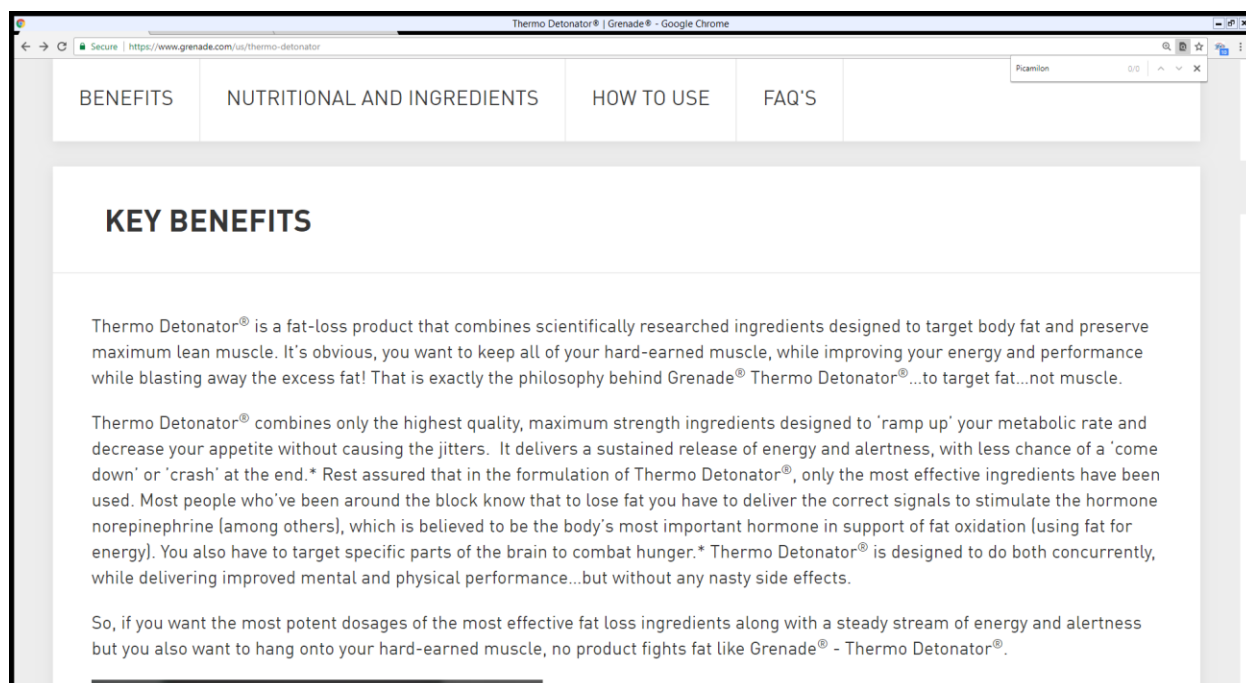 Thermo Detonator® | Grenade® - Google Chrome
Secure | https://www.grenade.com/us/thermo-detonator
Picamilon 0/0
BENEFITS NUTRITIONAL AND INGREDIENTS HOW TO USE FAQ'S
KEY BENEFITS
Thermo Detonator® is a fat-loss product that combines scientifically researched ingredients designed to target body fat and preserve
maximum lean muscle. It's obvious, you want to keep all of your hard-earned muscle, while improving your energy and performance
while blasting away the excess fat! That is exactly the philosophy behind Grenade® Thermo Detonator®...to target fat...not muscle.
Thermo Detonator® combines only the highest quality, maximum strength ingredients designed to 'ramp up' your metabolic rate and
decrease your appetite without causing the jitters. It delivers a sustained release of energy and alertness, with less chance of a 'come
down' or 'crash' at the end.* Rest assured that in the formulation of Thermo Detonator®, only the most effective ingredients have been
used. Most people who've been around the block know that to lose fat you have to deliver the correct signals to stimulate the hormone
norepinephrine (among others), which is believed to be the body's most important hormone in support of fat oxidation (using fat for
energy). You also have to target specific parts of the brain to combat hunger.* Thermo Detonator® is designed to do both concurrently,
while delivering improved mental and physical performance...but without any nasty side effects.
So, if you want the most potent dosages of the most effective fat loss ingredients along with a steady stream of energy and alertness
but you also want to hang onto your hard-earned muscle, no product fights fat like Grenade® - Thermo Detonator®.